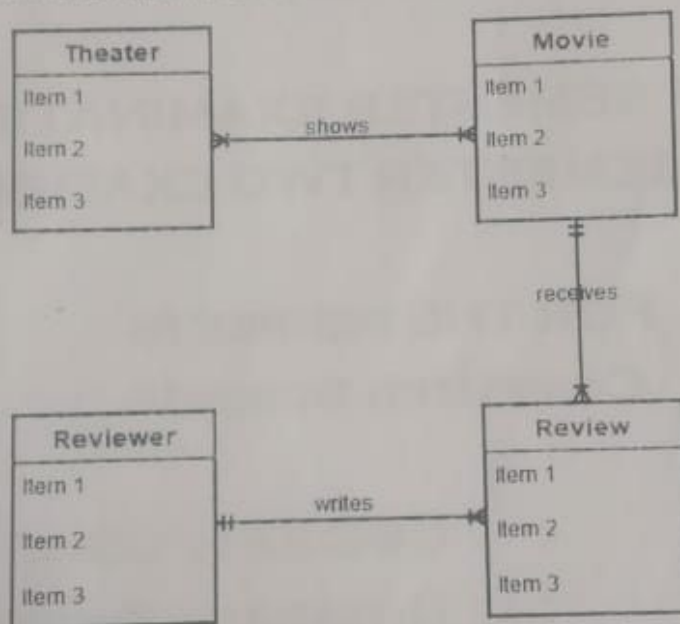 Theater
Item 1
Item 2
Item 3
shows
Movie
Item 1
Item 2
Item 3
receives
Reviewer
Item 1
Item 2
Item 3
writes
Review
Item 1
Item 2
Item 3